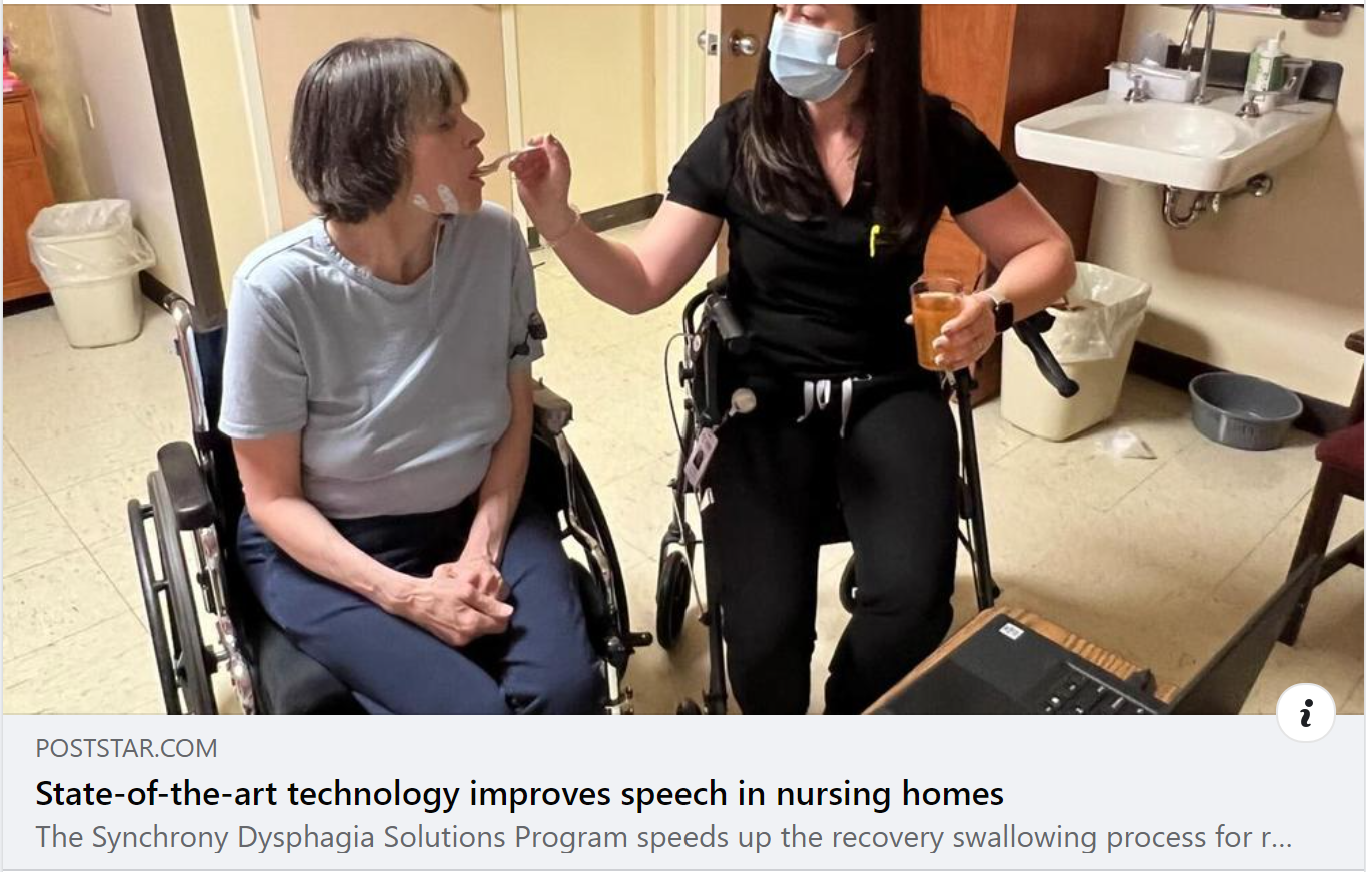 POSTSTAR.COM
State-of-the-art technology improves speech in nursing homes
The Synchrony Dysphagia Solutions Program speeds up the recovery swallowing process for r...